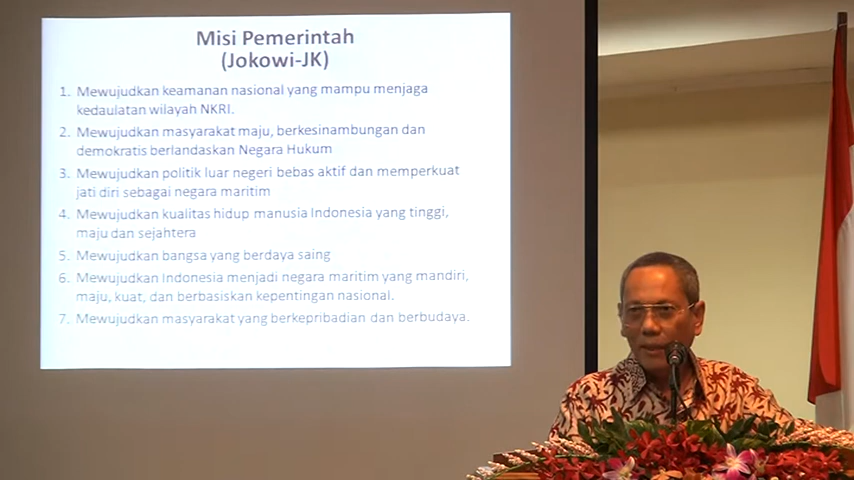 Misi Pemerintah
(Jokowi-JK)
1. Mewujudkan keamanan nasional yang mampu menjaga
kedaulatan wilayah NKRI.
2. Mewujudkan masyarakat maju, berkesinambungan dan
demokratis berlandaskan Negara Hukum
3. Mewujudkan politik luar negeri bebas aktif dan memperkuat
jati diri sebagai negara maritim
4. Mewujudkan kualitas hidup manusia Indonesia yang tinggi,
maju dan sejahtera
5. Mewujudkan bangsa yang berdaya saing
6. Mewujudkan Indonesia menjadi negara maritim yang mandiri,
maju, kuat, dan berbasiskan kepentingan nasional.
7. Mewujudkan masyarakat yang berkepribadian dan berbudaya.